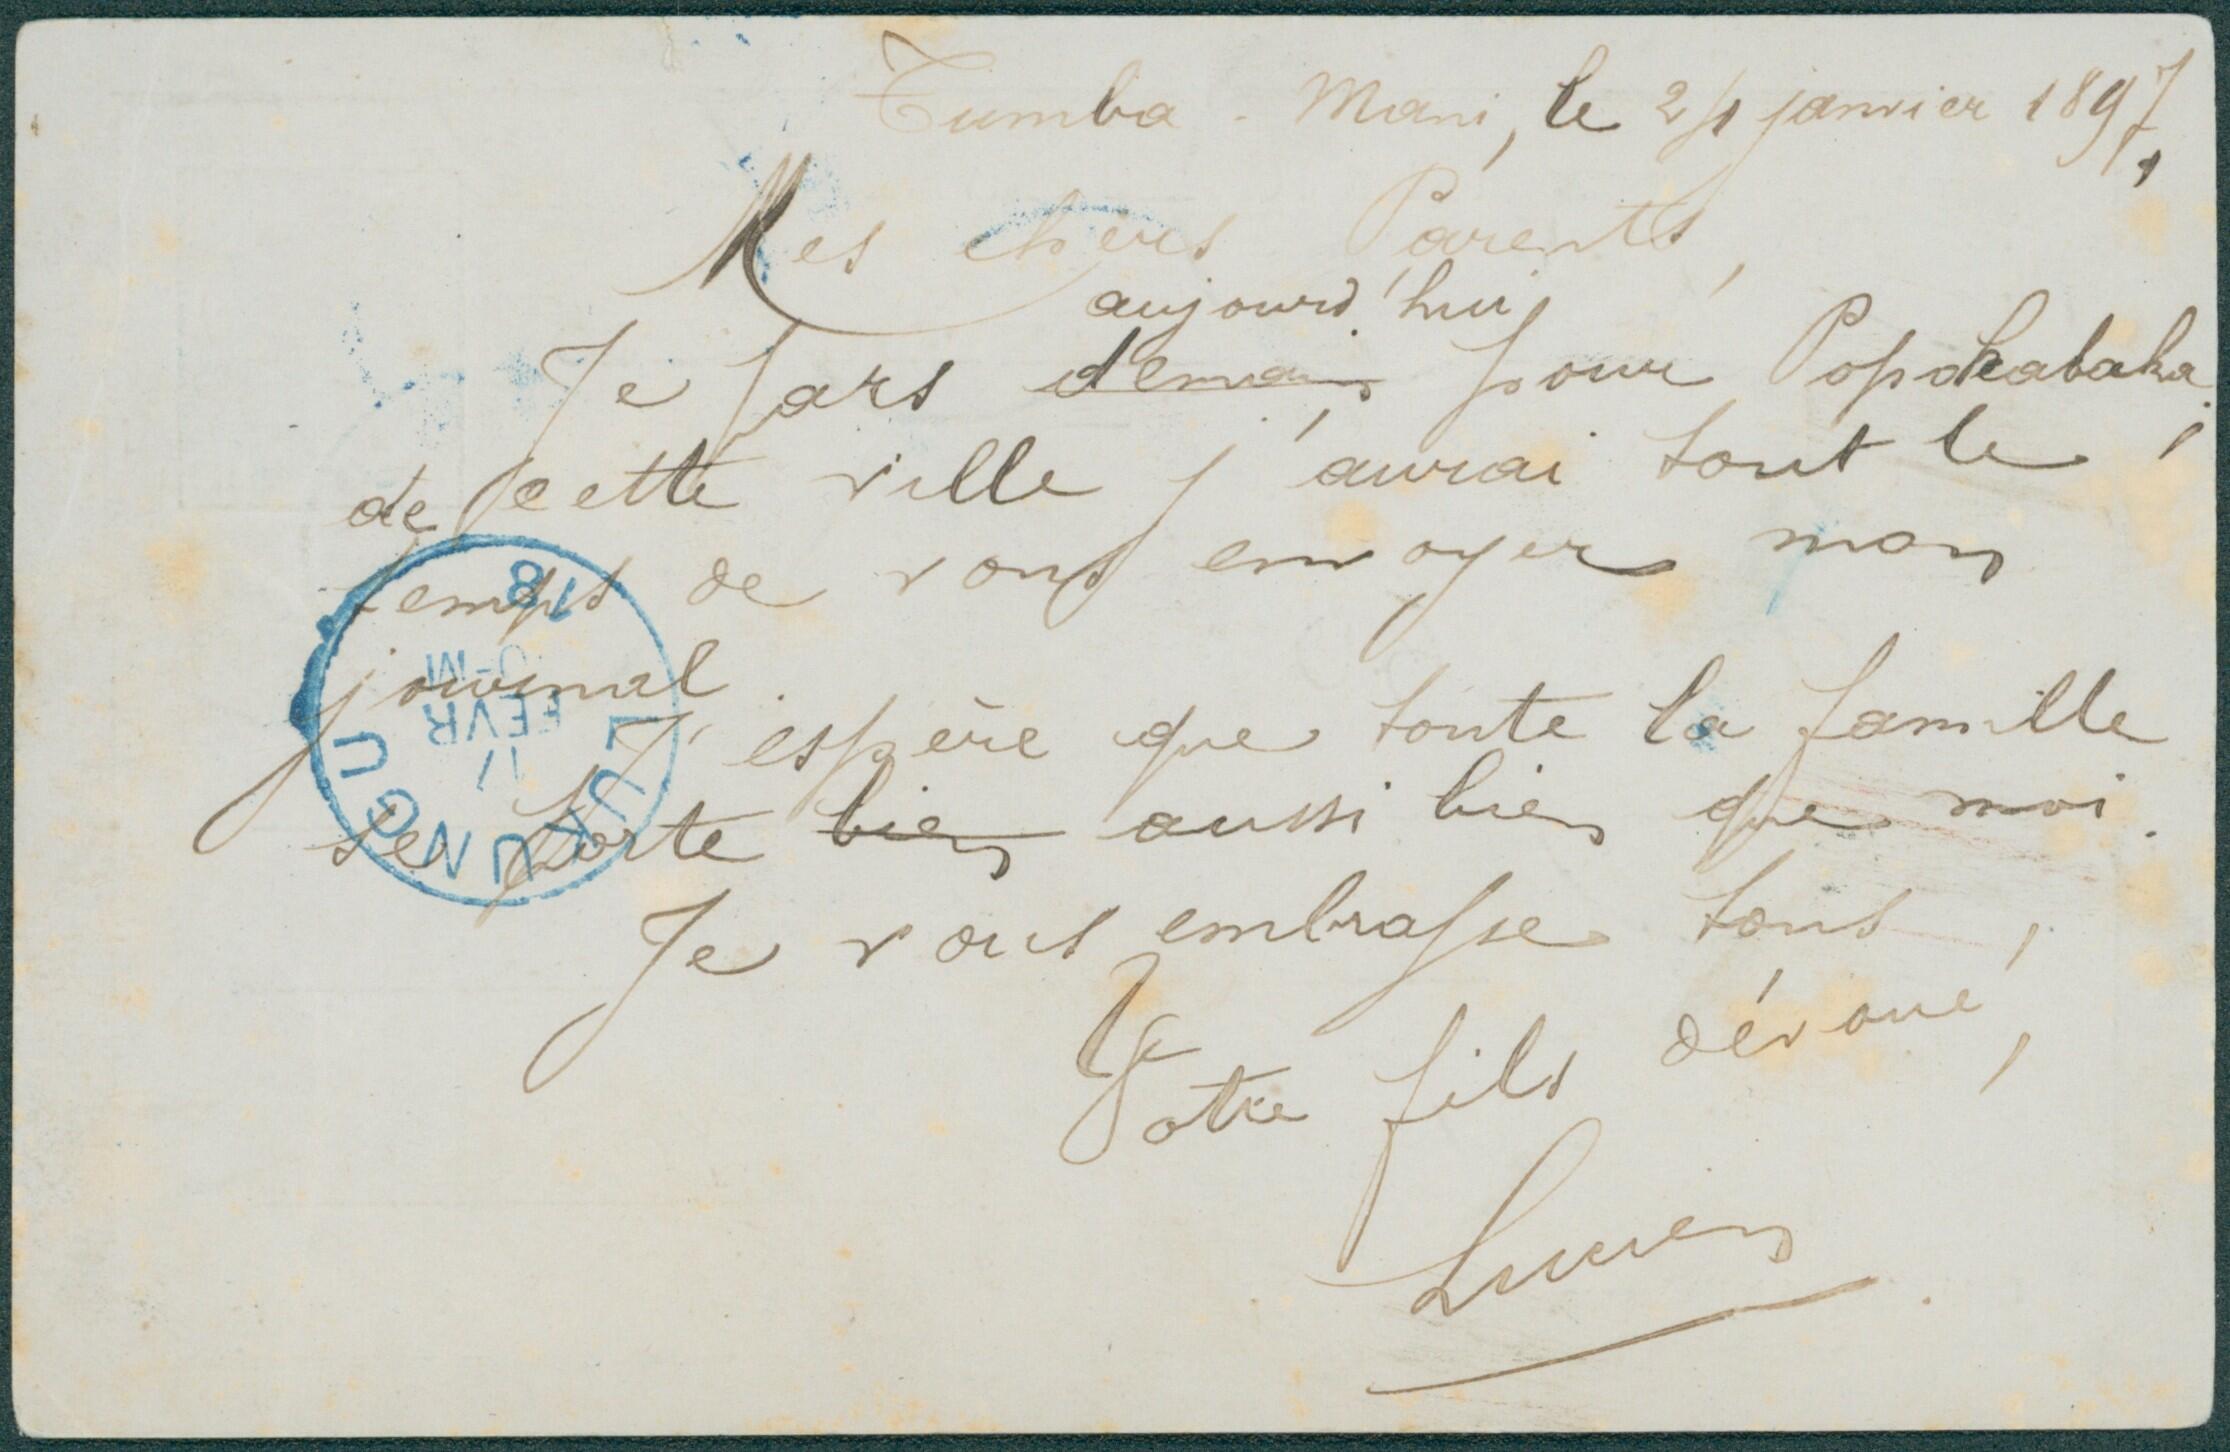 Tumba-Mani, le 24 janvier 1897,
Mes chers Parents,
aujourd'hui
Je pars demain pour Popokabaka,
de cette ville j'aurai tout le
temps de vous envoyer mon
journal.
J'espère que toute la famille
se porte bien aussi bien que moi.
Je vous embrasse tous,
Votre fils dévoué,
Lucien
LUKUNGU
17
FEVR
18